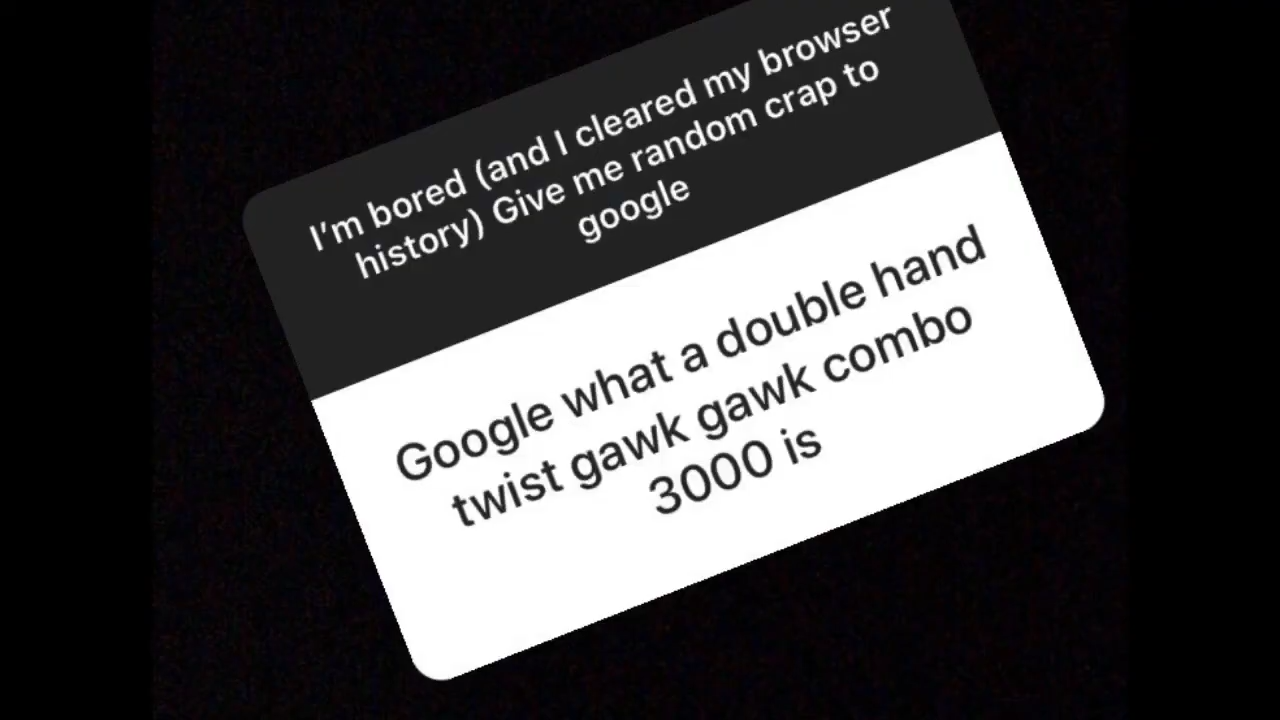 I'm bored (and I cleared my browser
history) Give me random crap to
google
Google what a double hand
twist gawk gawk combo
3000 is